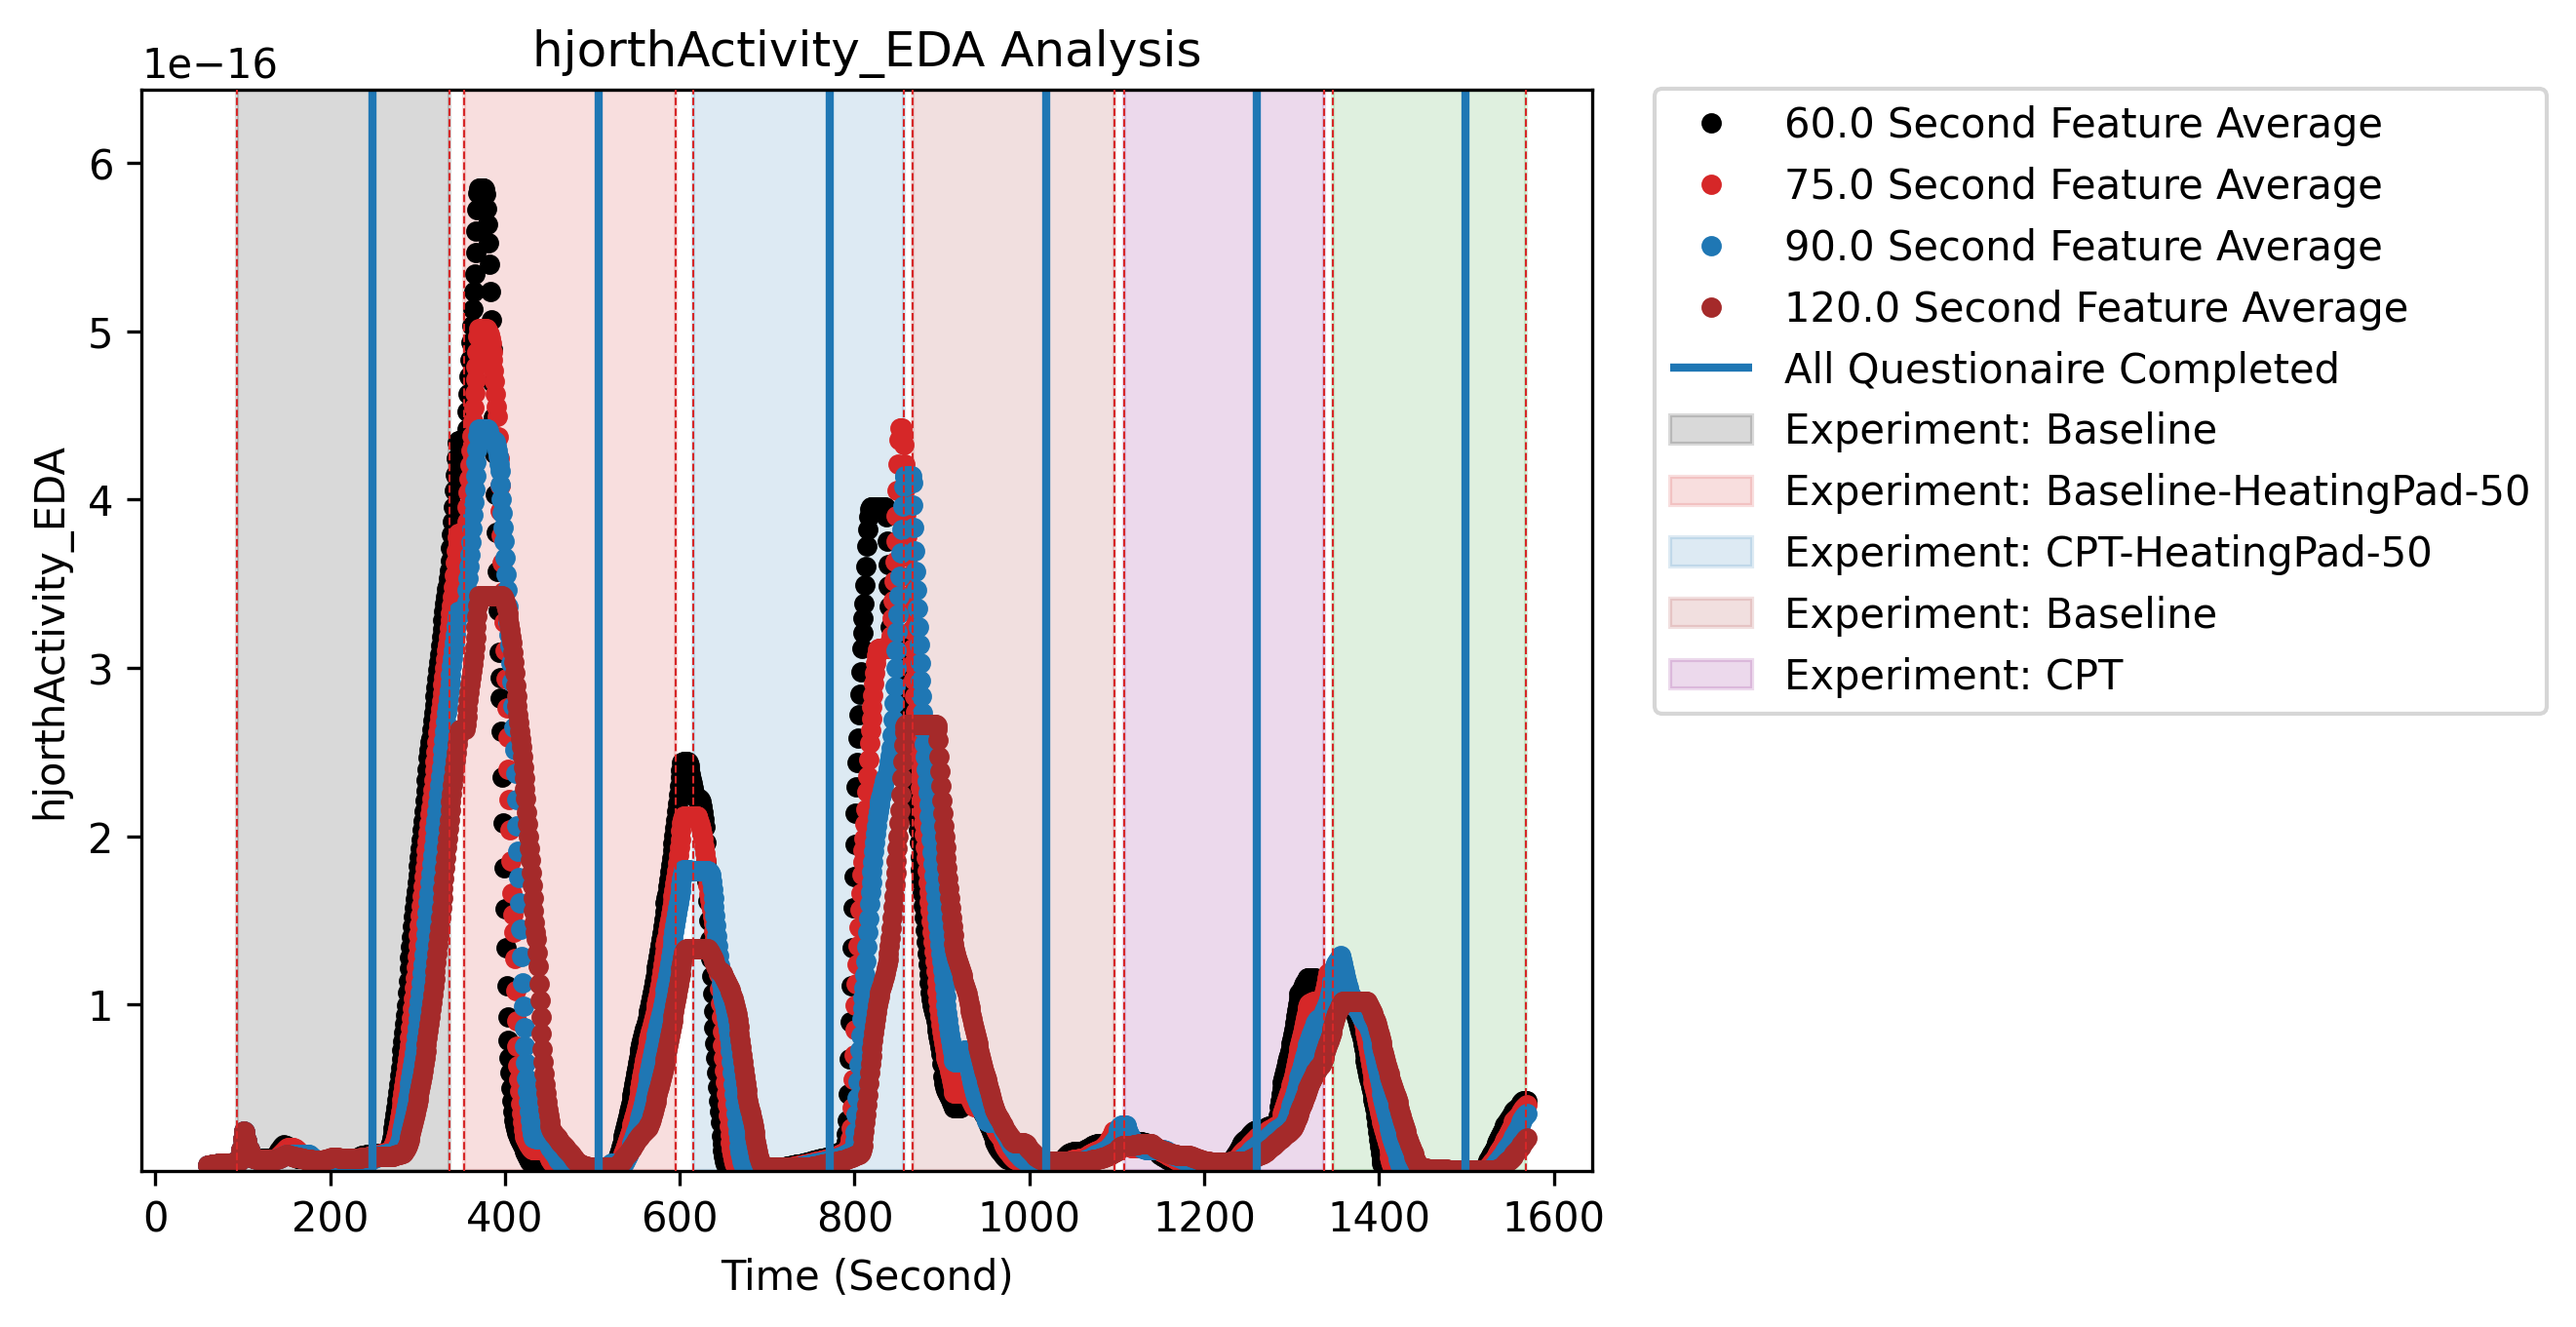 hjorthActivity_EDA Analysis
1e−16
6
5
4
3
2
1
hjorthActivity_EDA
0 200 400 600 800 1000 1200 1400 1600
Time (Second)
60.0 Second Feature Average
75.0 Second Feature Average
90.0 Second Feature Average
120.0 Second Feature Average
All Questionaire Completed
Experiment: Baseline
Experiment: Baseline-HeatingPad-50
Experiment: CPT-HeatingPad-50
Experiment: Baseline
Experiment: CPT